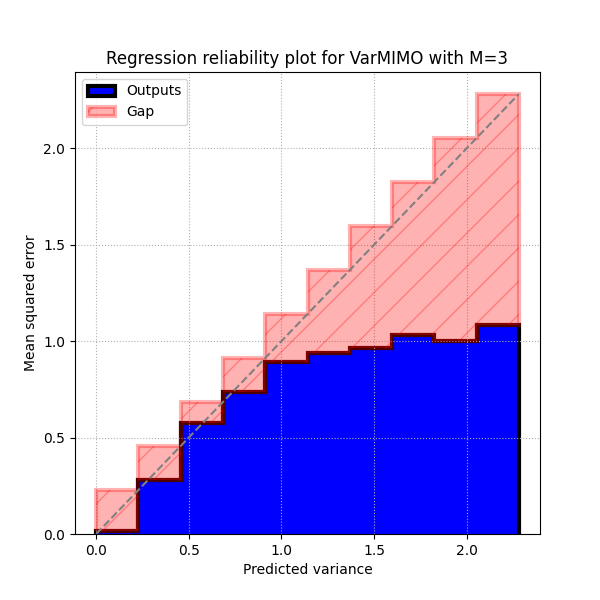 Regression reliability plot for VarMIMO with M=3
Outputs
Gap
Mean squared error
2.0
1.5
1.0
0.5
0.0
0.0 0.5 1.0 1.5 2.0
Predicted variance